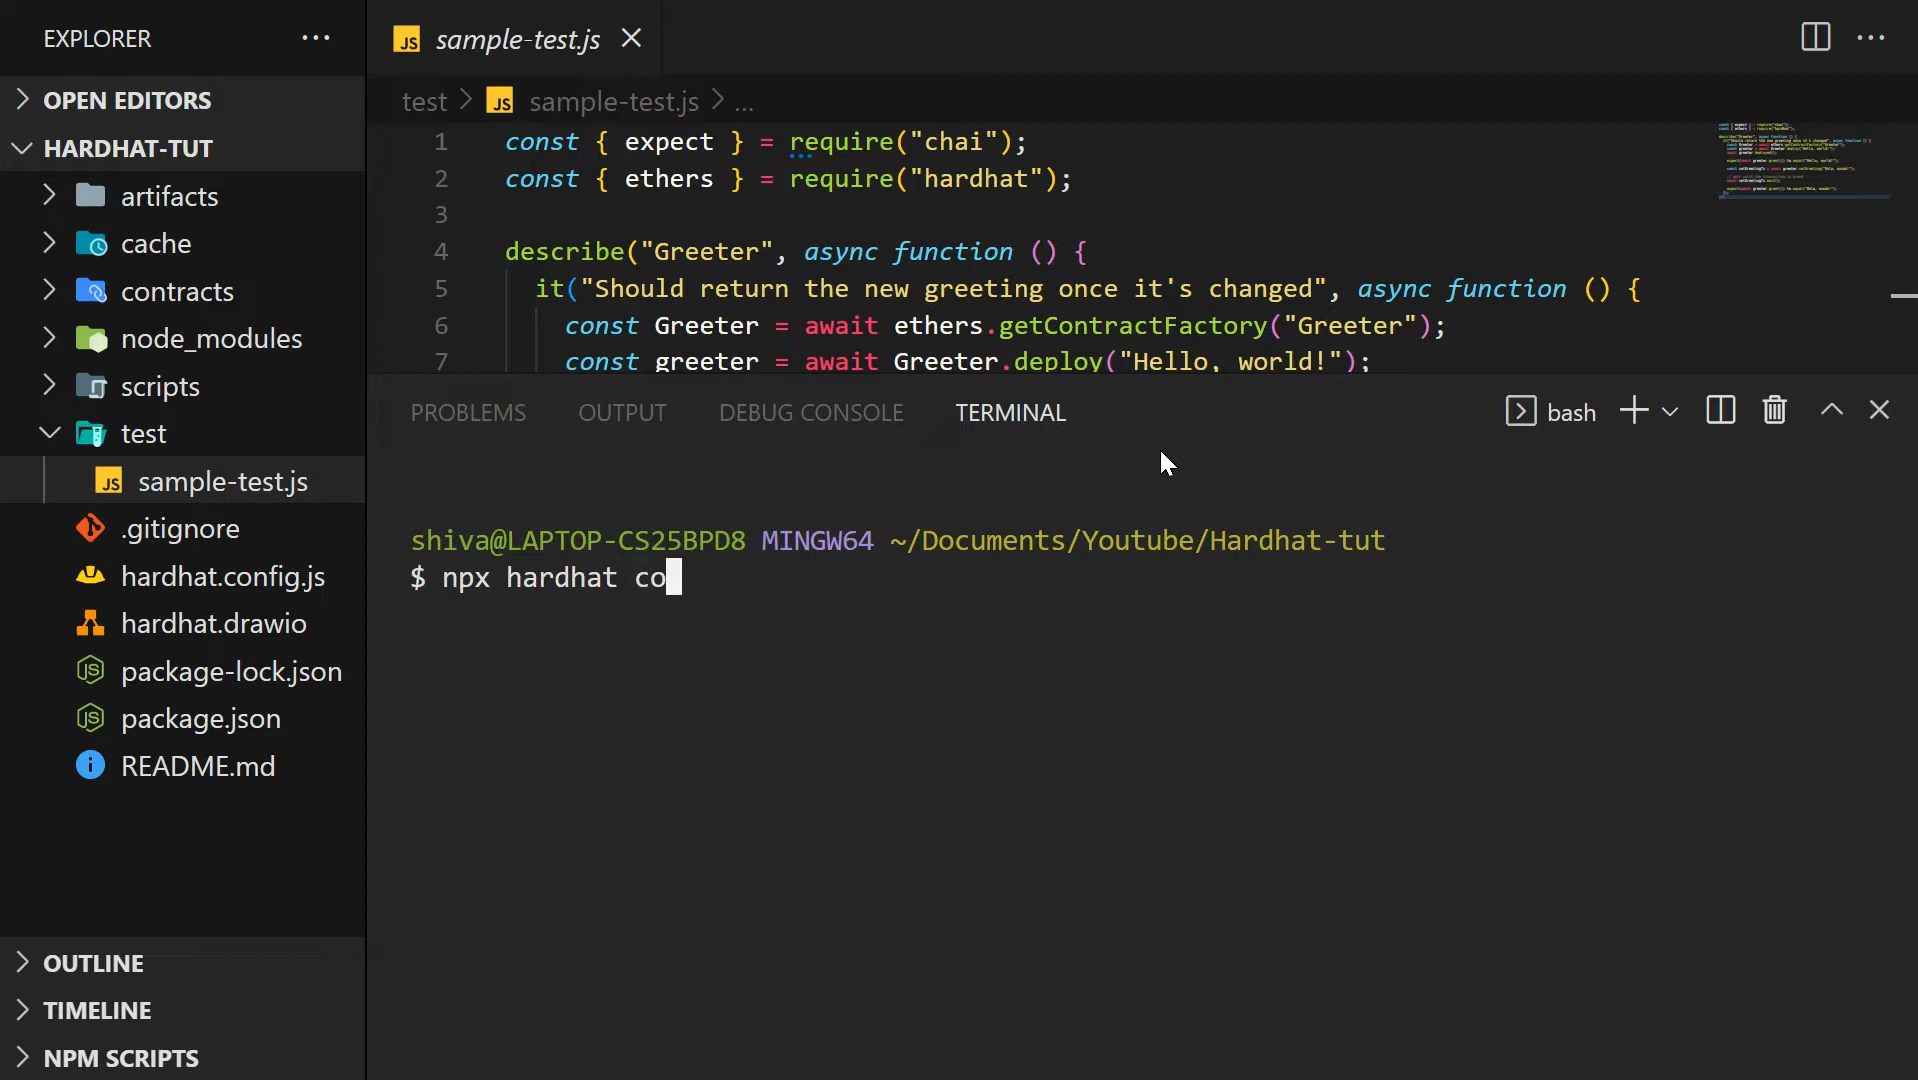 EXPLORER
OPEN EDITORS
HARDHAT-TUT
artifacts
cache
contracts
node_modules
scripts
test
JS sample-test.js
.gitignore
hardhat.config.js
hardhat.drawio
package-lock.json
package.json
README.md
OUTLINE
TIMELINE
NPM SCRIPTS
JS sample-test.js
test > JS sample-test.js > ...
1 const { expect } = require("chai");
2 const { ethers } = require("hardhat");
3
4 describe("Greeter", async function () {
5 it("Should return the new greeting once it's changed", async function () {
6 const Greeter = await ethers.getContractFactory("Greeter");
7 const greeter = await Greeter.deploy("Hello, world!");
PROBLEMS OUTPUT DEBUG CONSOLE TERMINAL bash
shiva@LAPTOP-CS25BPD8 MINGW64 ~/Documents/Youtube/Hardhat-tut
$ npx hardhat co